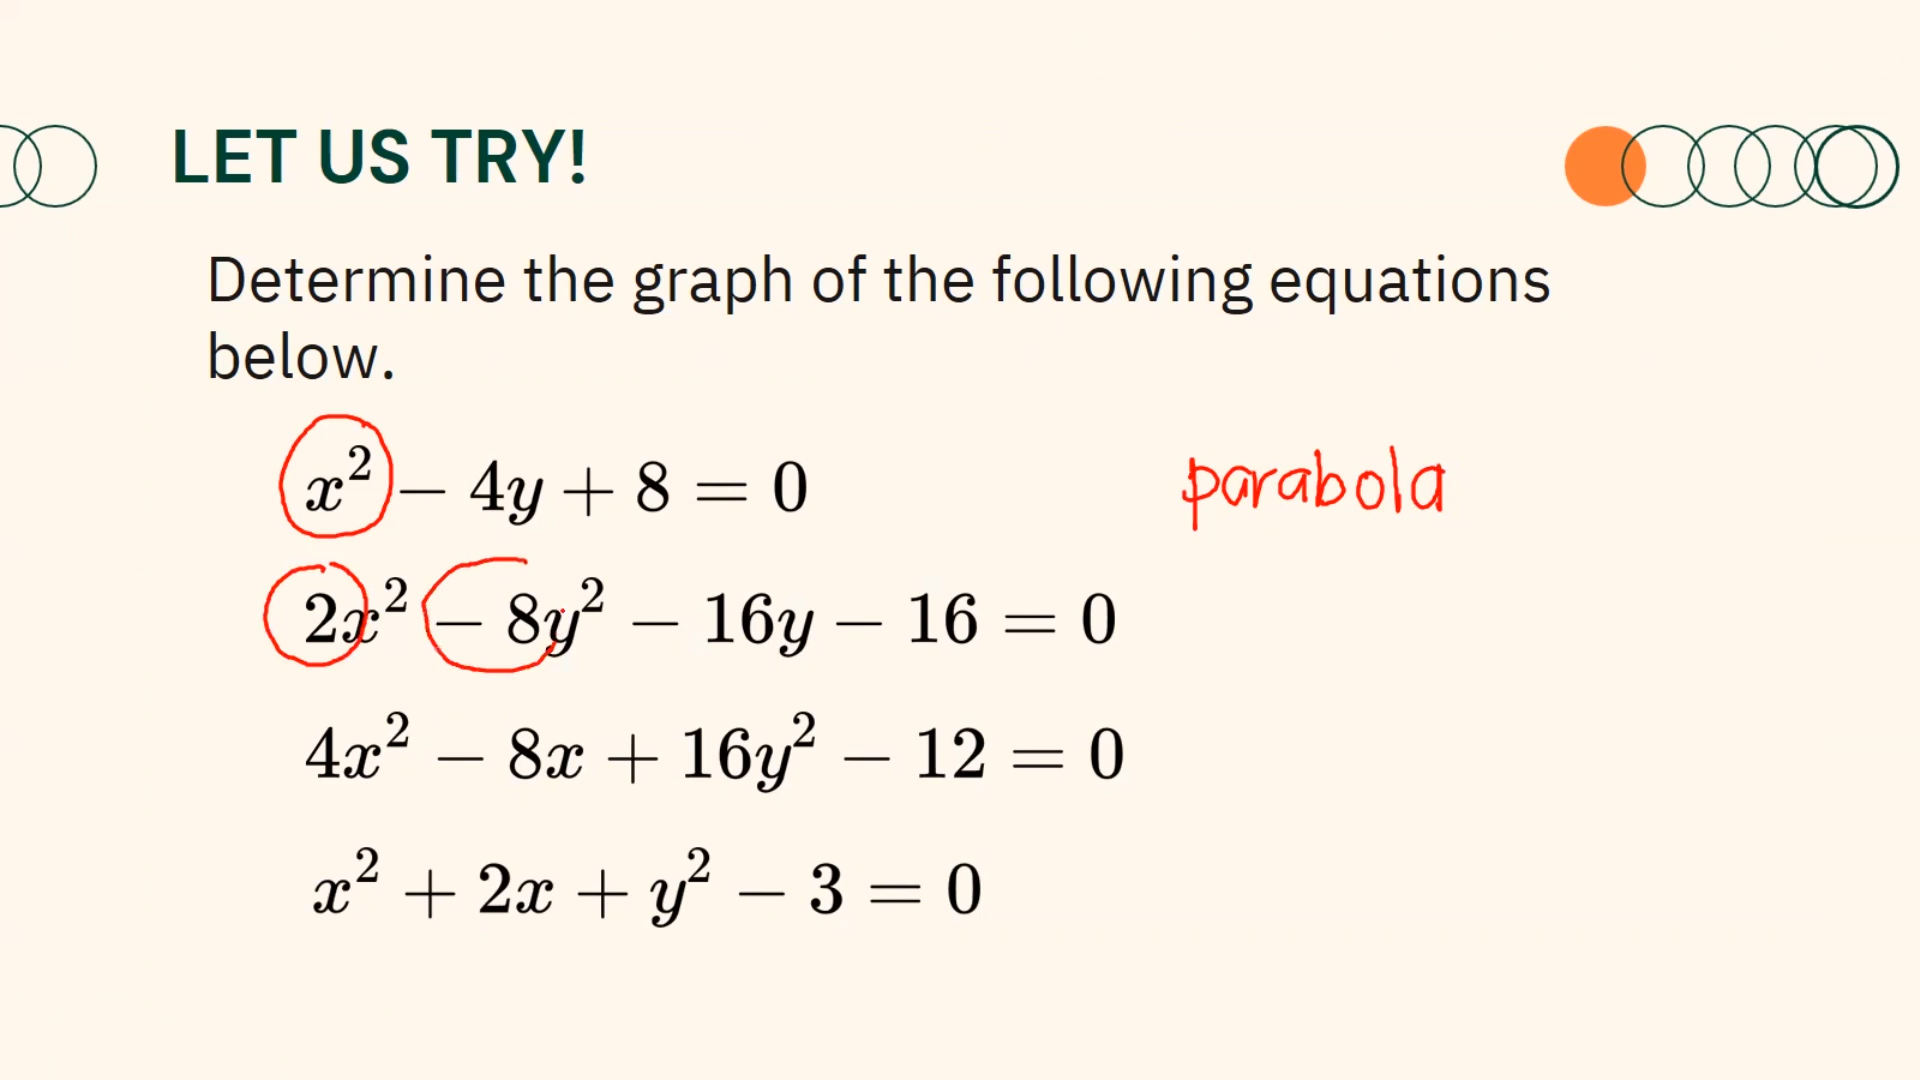 LET US TRY!
Determine the graph of the following equations
below.
x² − 4y + 8 = 0 parabola
2x² − 8y² − 16y − 16 = 0
4x² − 8x + 16y² − 12 = 0
x² + 2x + y² − 3 = 0